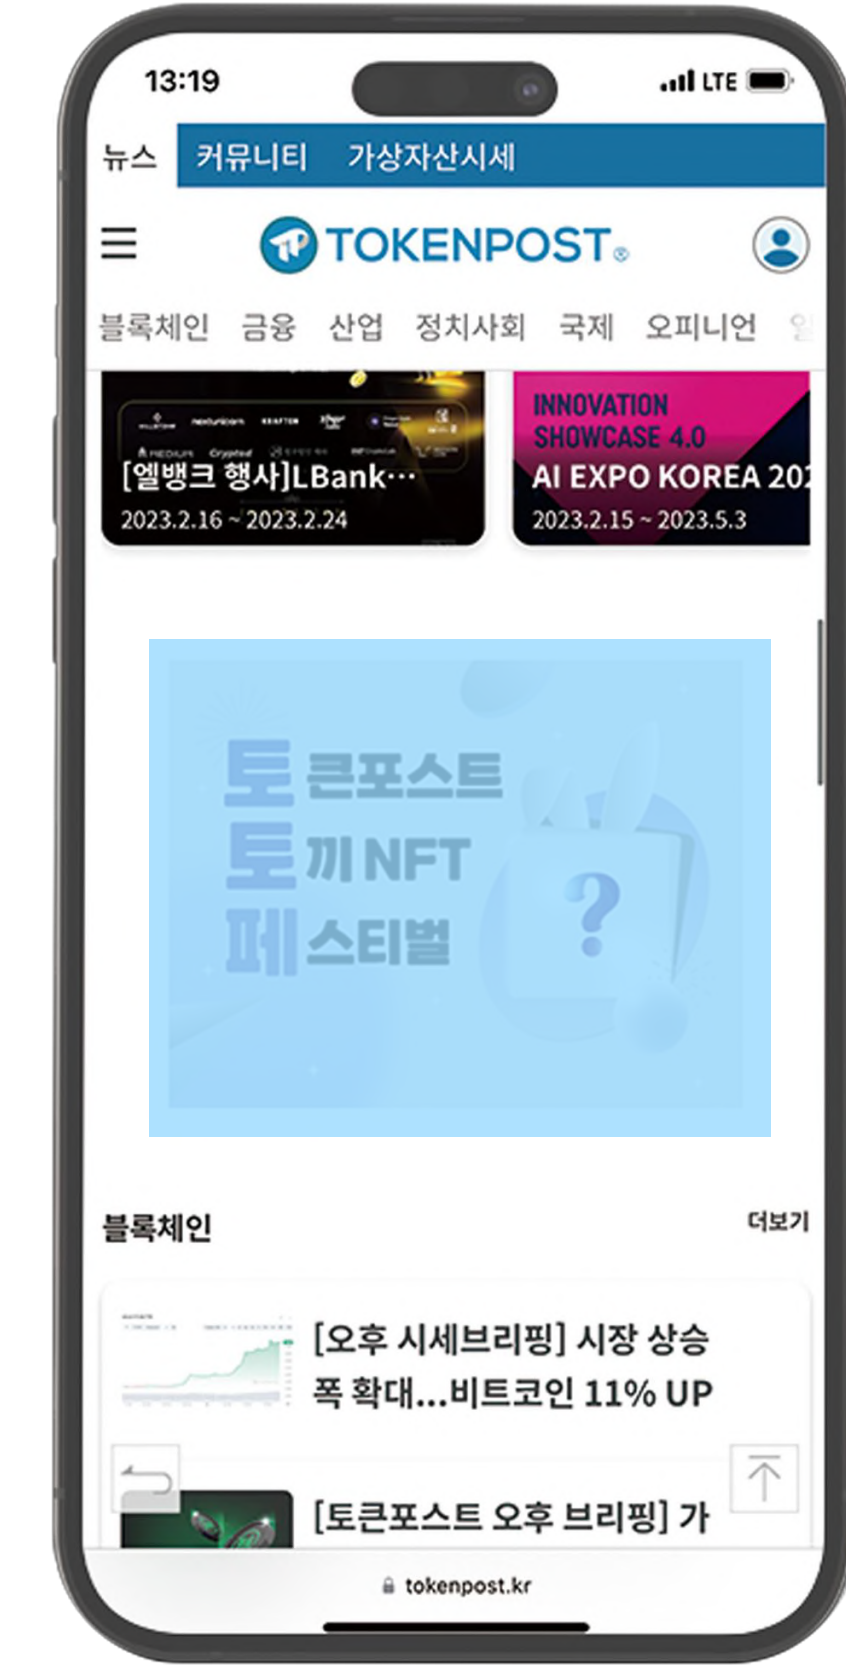 13:19
LTE
뉴스 커뮤니티 가상자산시세
TOKENPOST®
블록체인 금융 산업 정치사회 국제 오피니언
nexturicorn KRAFTON
MEDIUM Crypted
[엘뱅크 행사]LBank…
2023.2.16 ~ 2023.2.24
INNOVATION
SHOWCASE 4.0
AI EXPO KOREA 202
2023.2.15 ~ 2023.5.3
토큰포스트
토끼 NFT
페스티벌
?
블록체인
더보기
[오후 시세브리핑] 시장 상승
폭 확대...비트코인 11% UP
[토큰포스트 오후 브리핑] 가
tokenpost.kr